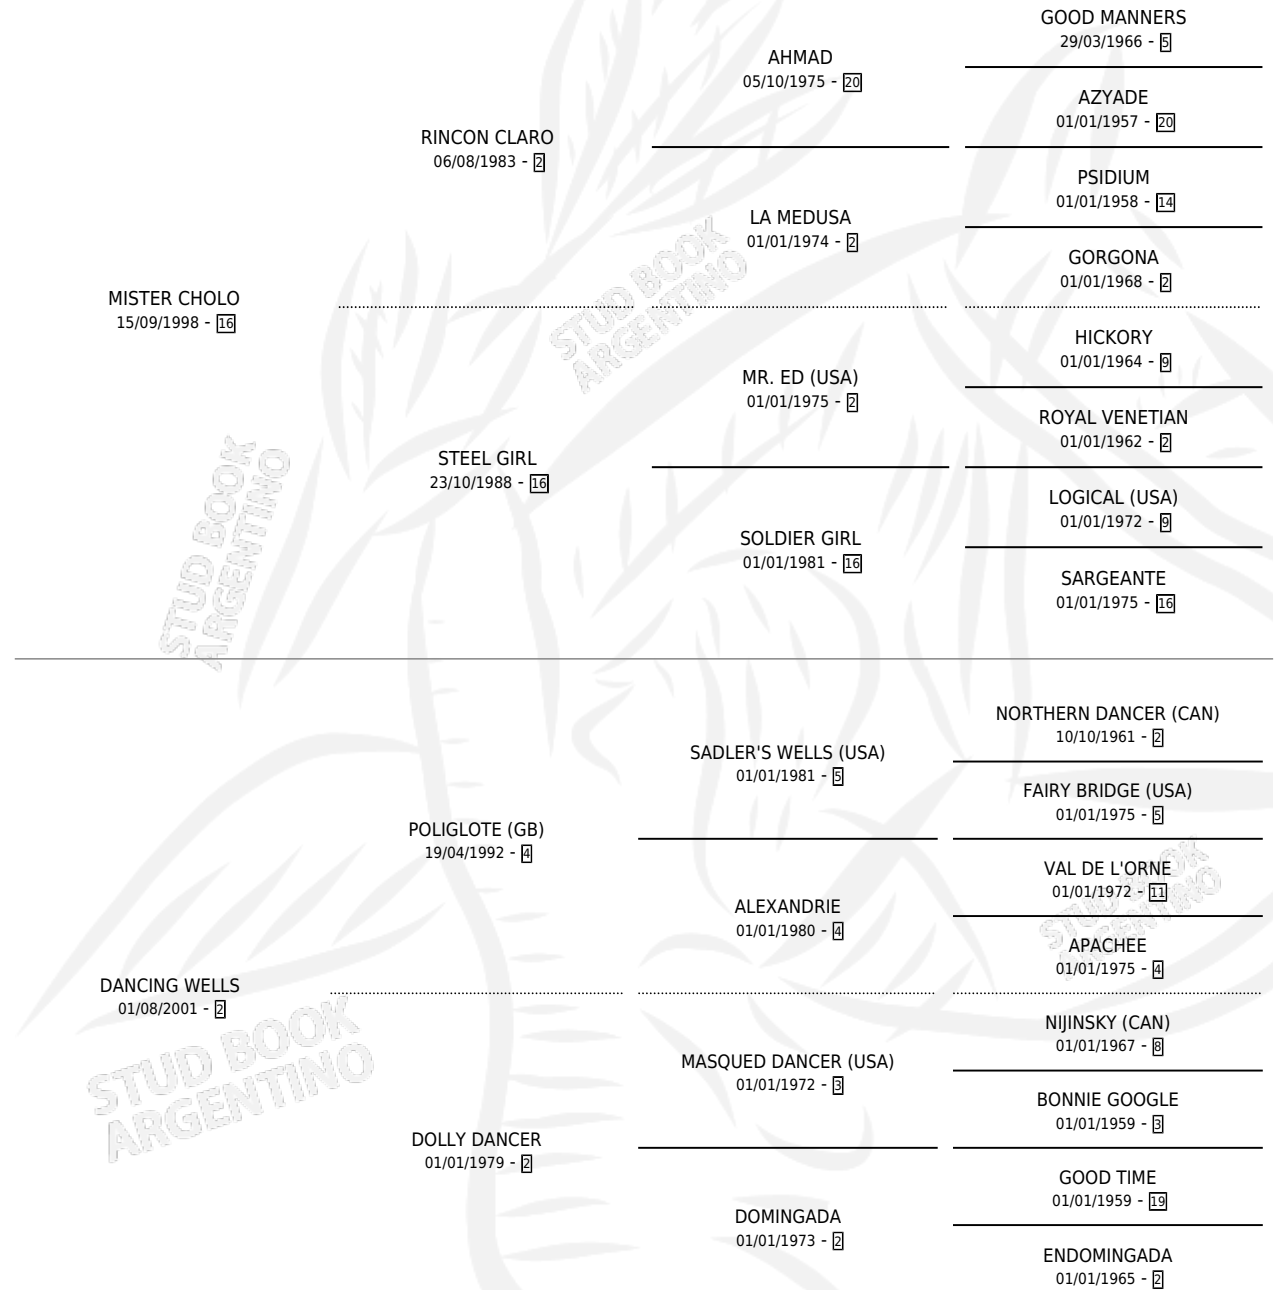 GOOD MANNERS
29/03/1966 - 5
AHMAD
05/10/1975 - 20
AZYADE
01/01/1957 - 20
RINCON CLARO
06/08/1983 - 2
PSIDIUM
01/01/1958 - 14
LA MEDUSA
01/01/1974 - 2
GORGONA
01/01/1968 - 2
MISTER CHOLO
15/09/1998 - 16
STUD BOOK
ARGENTINO
HICKORY
01/01/1964 - 9
MR. ED (USA)
01/01/1975 - 2
ROYAL VENETIAN
01/01/1962 - 2
STEEL GIRL
23/10/1988 - 16
LOGICAL (USA)
01/01/1972 - 9
SOLDIER GIRL
01/01/1981 - 16
SARGEANTE
01/01/1975 - 16
STUD BOOK
ARGENTINO
NORTHERN DANCER (CAN)
10/10/1961 - 2
SADLER'S WELLS (USA)
01/01/1981 - 5
FAIRY BRIDGE (USA)
01/01/1975 - 5
POLIGLOTE (GB)
19/04/1992 - 4
VAL DE L'ORNE
01/01/1972 - 11
ALEXANDRIE
01/01/1980 - 4
STUD BOOK
ARGENTINO
APACHEE
01/01/1975 - 4
DANCING WELLS
01/08/2001 - 2
STUD BOOK
ARGENTINO
NIJINSKY (CAN)
01/01/1967 - 8
MASQUED DANCER (USA)
01/01/1972 - 3
BONNIE GOOGLE
01/01/1959 - 3
DOLLY DANCER
01/01/1979 - 2
GOOD TIME
01/01/1959 - 19
DOMINGADA
01/01/1973 - 2
ENDOMINGADA
01/01/1965 - 2